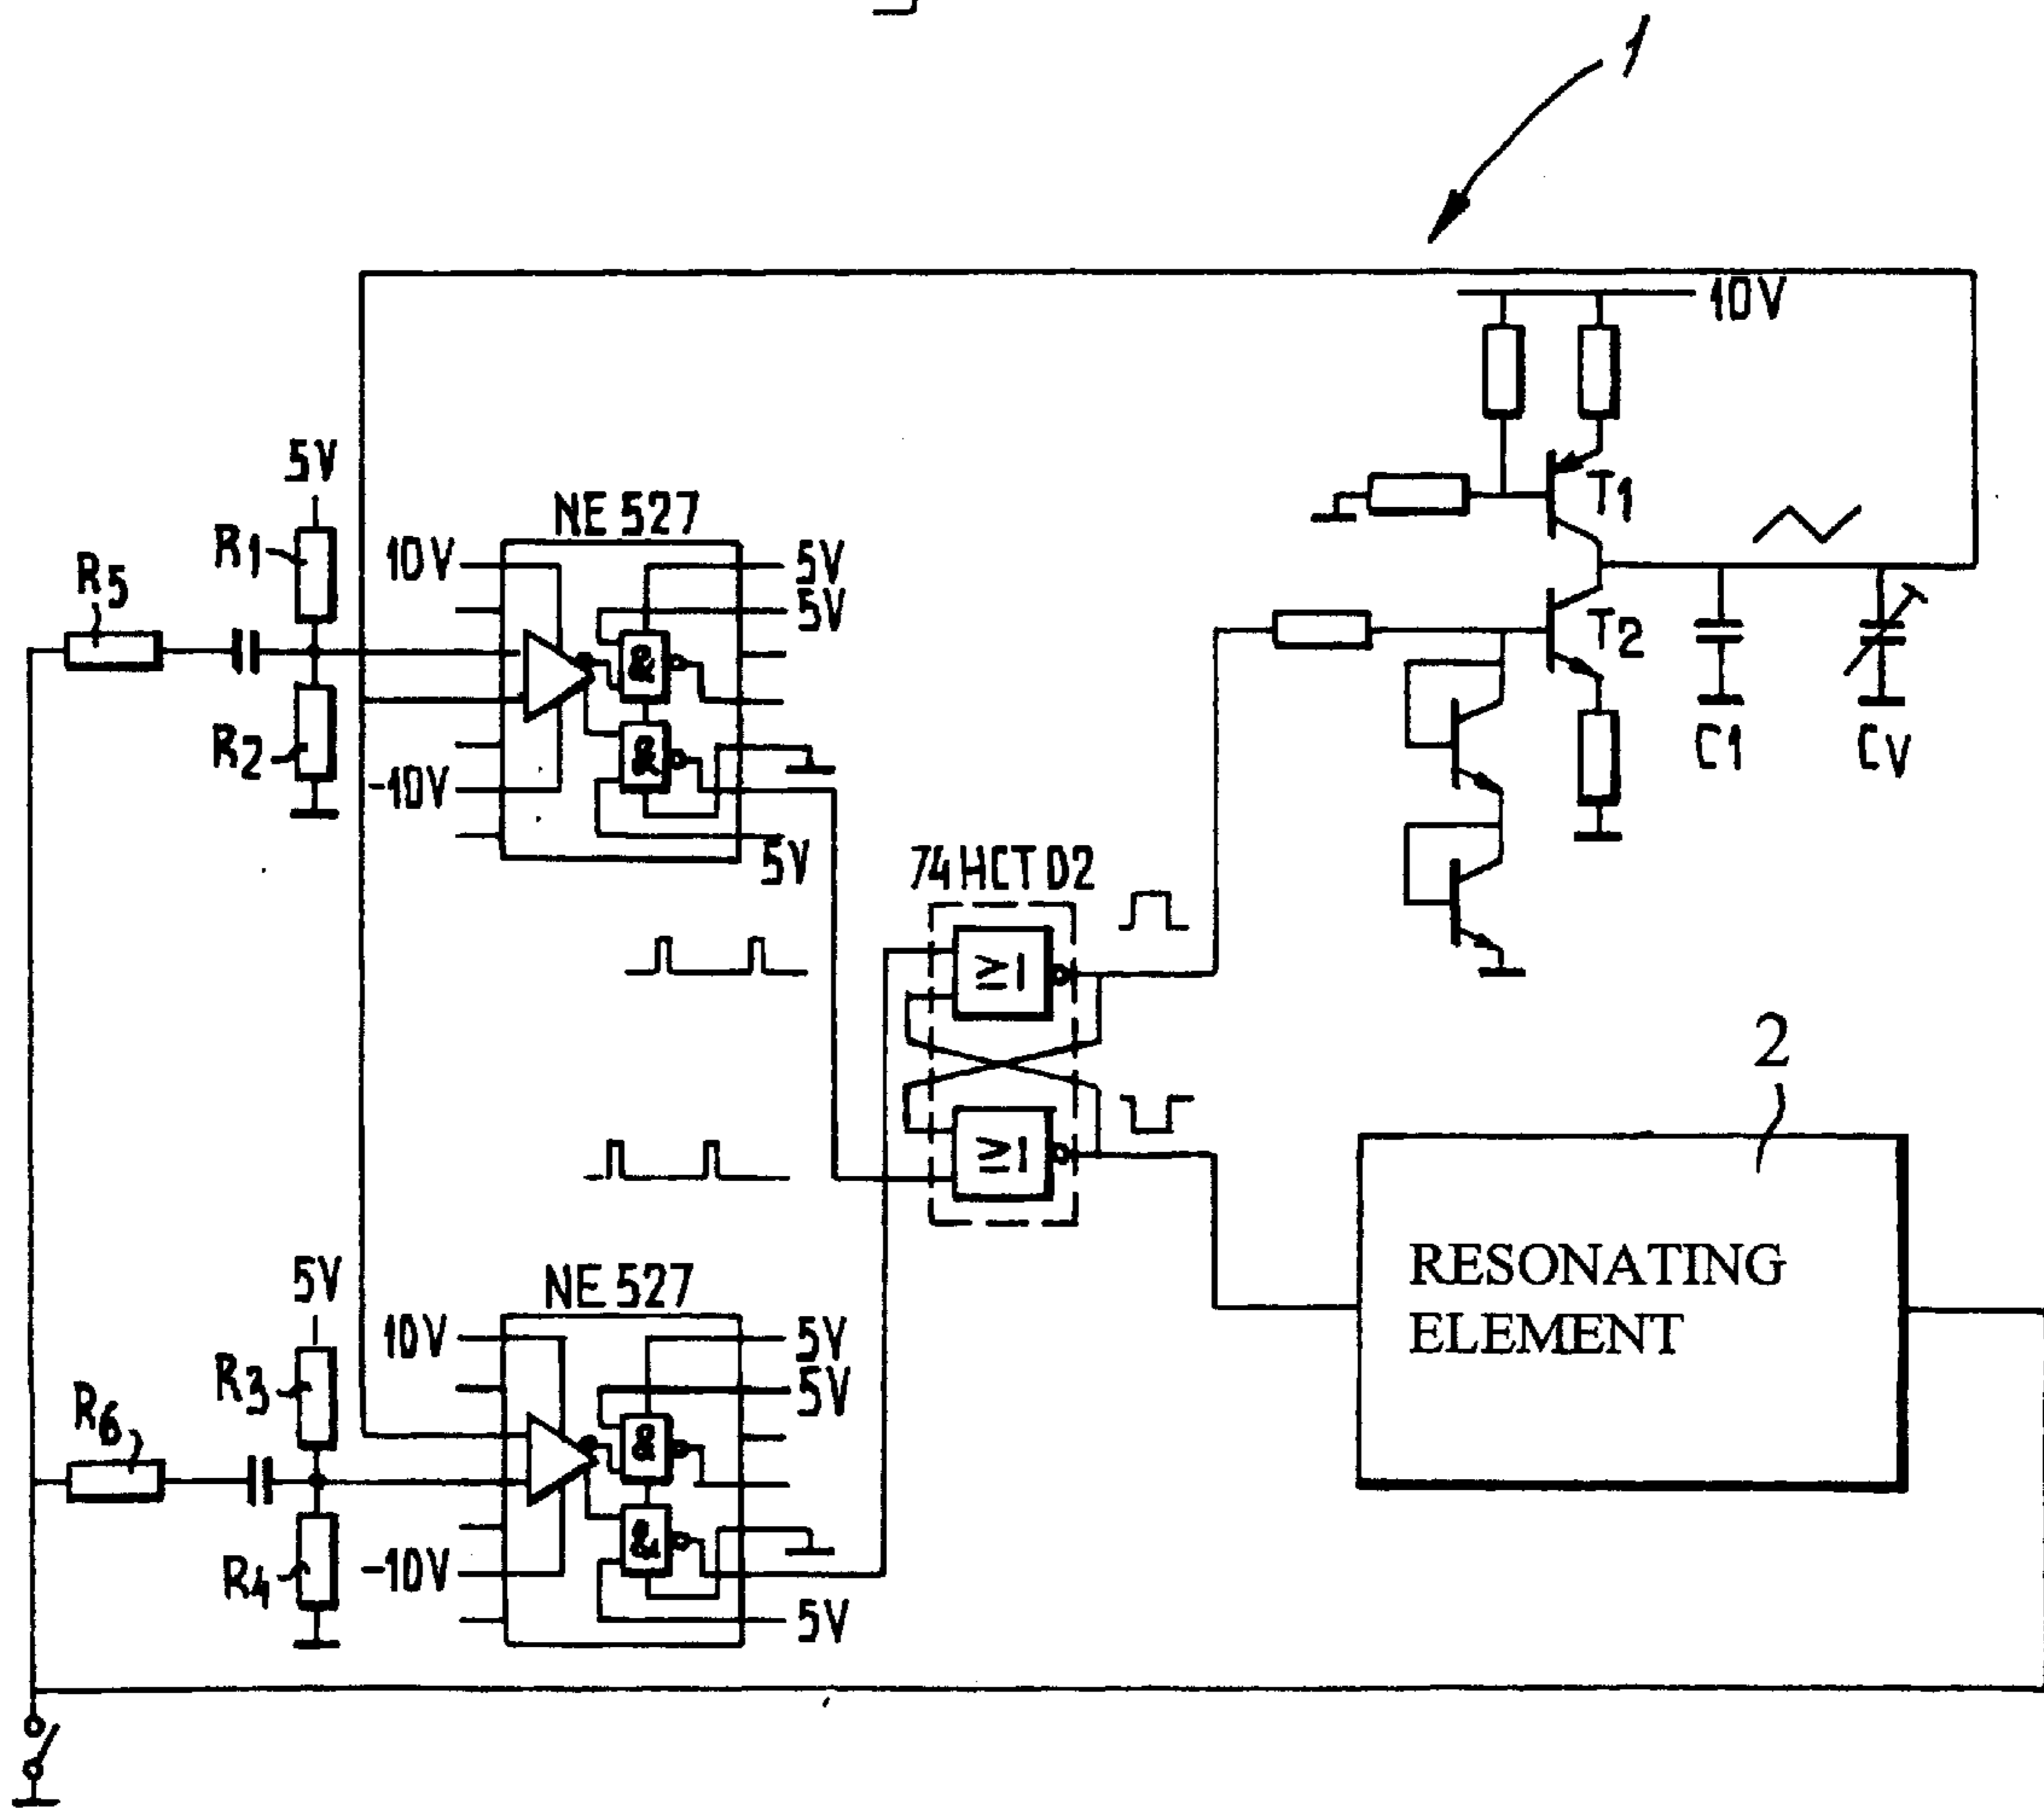 1
10V
5V
NE 527
R1
10V
5V
T1
R5
5V
T2
R2
-10V
C1
CV
5V
74 HCT 02
2
RESONATING
ELEMENT
5V
NE 527
10V
5V
R3
5V
R6
R4
-10V
5V
&
&
&
&
≥1
≥1